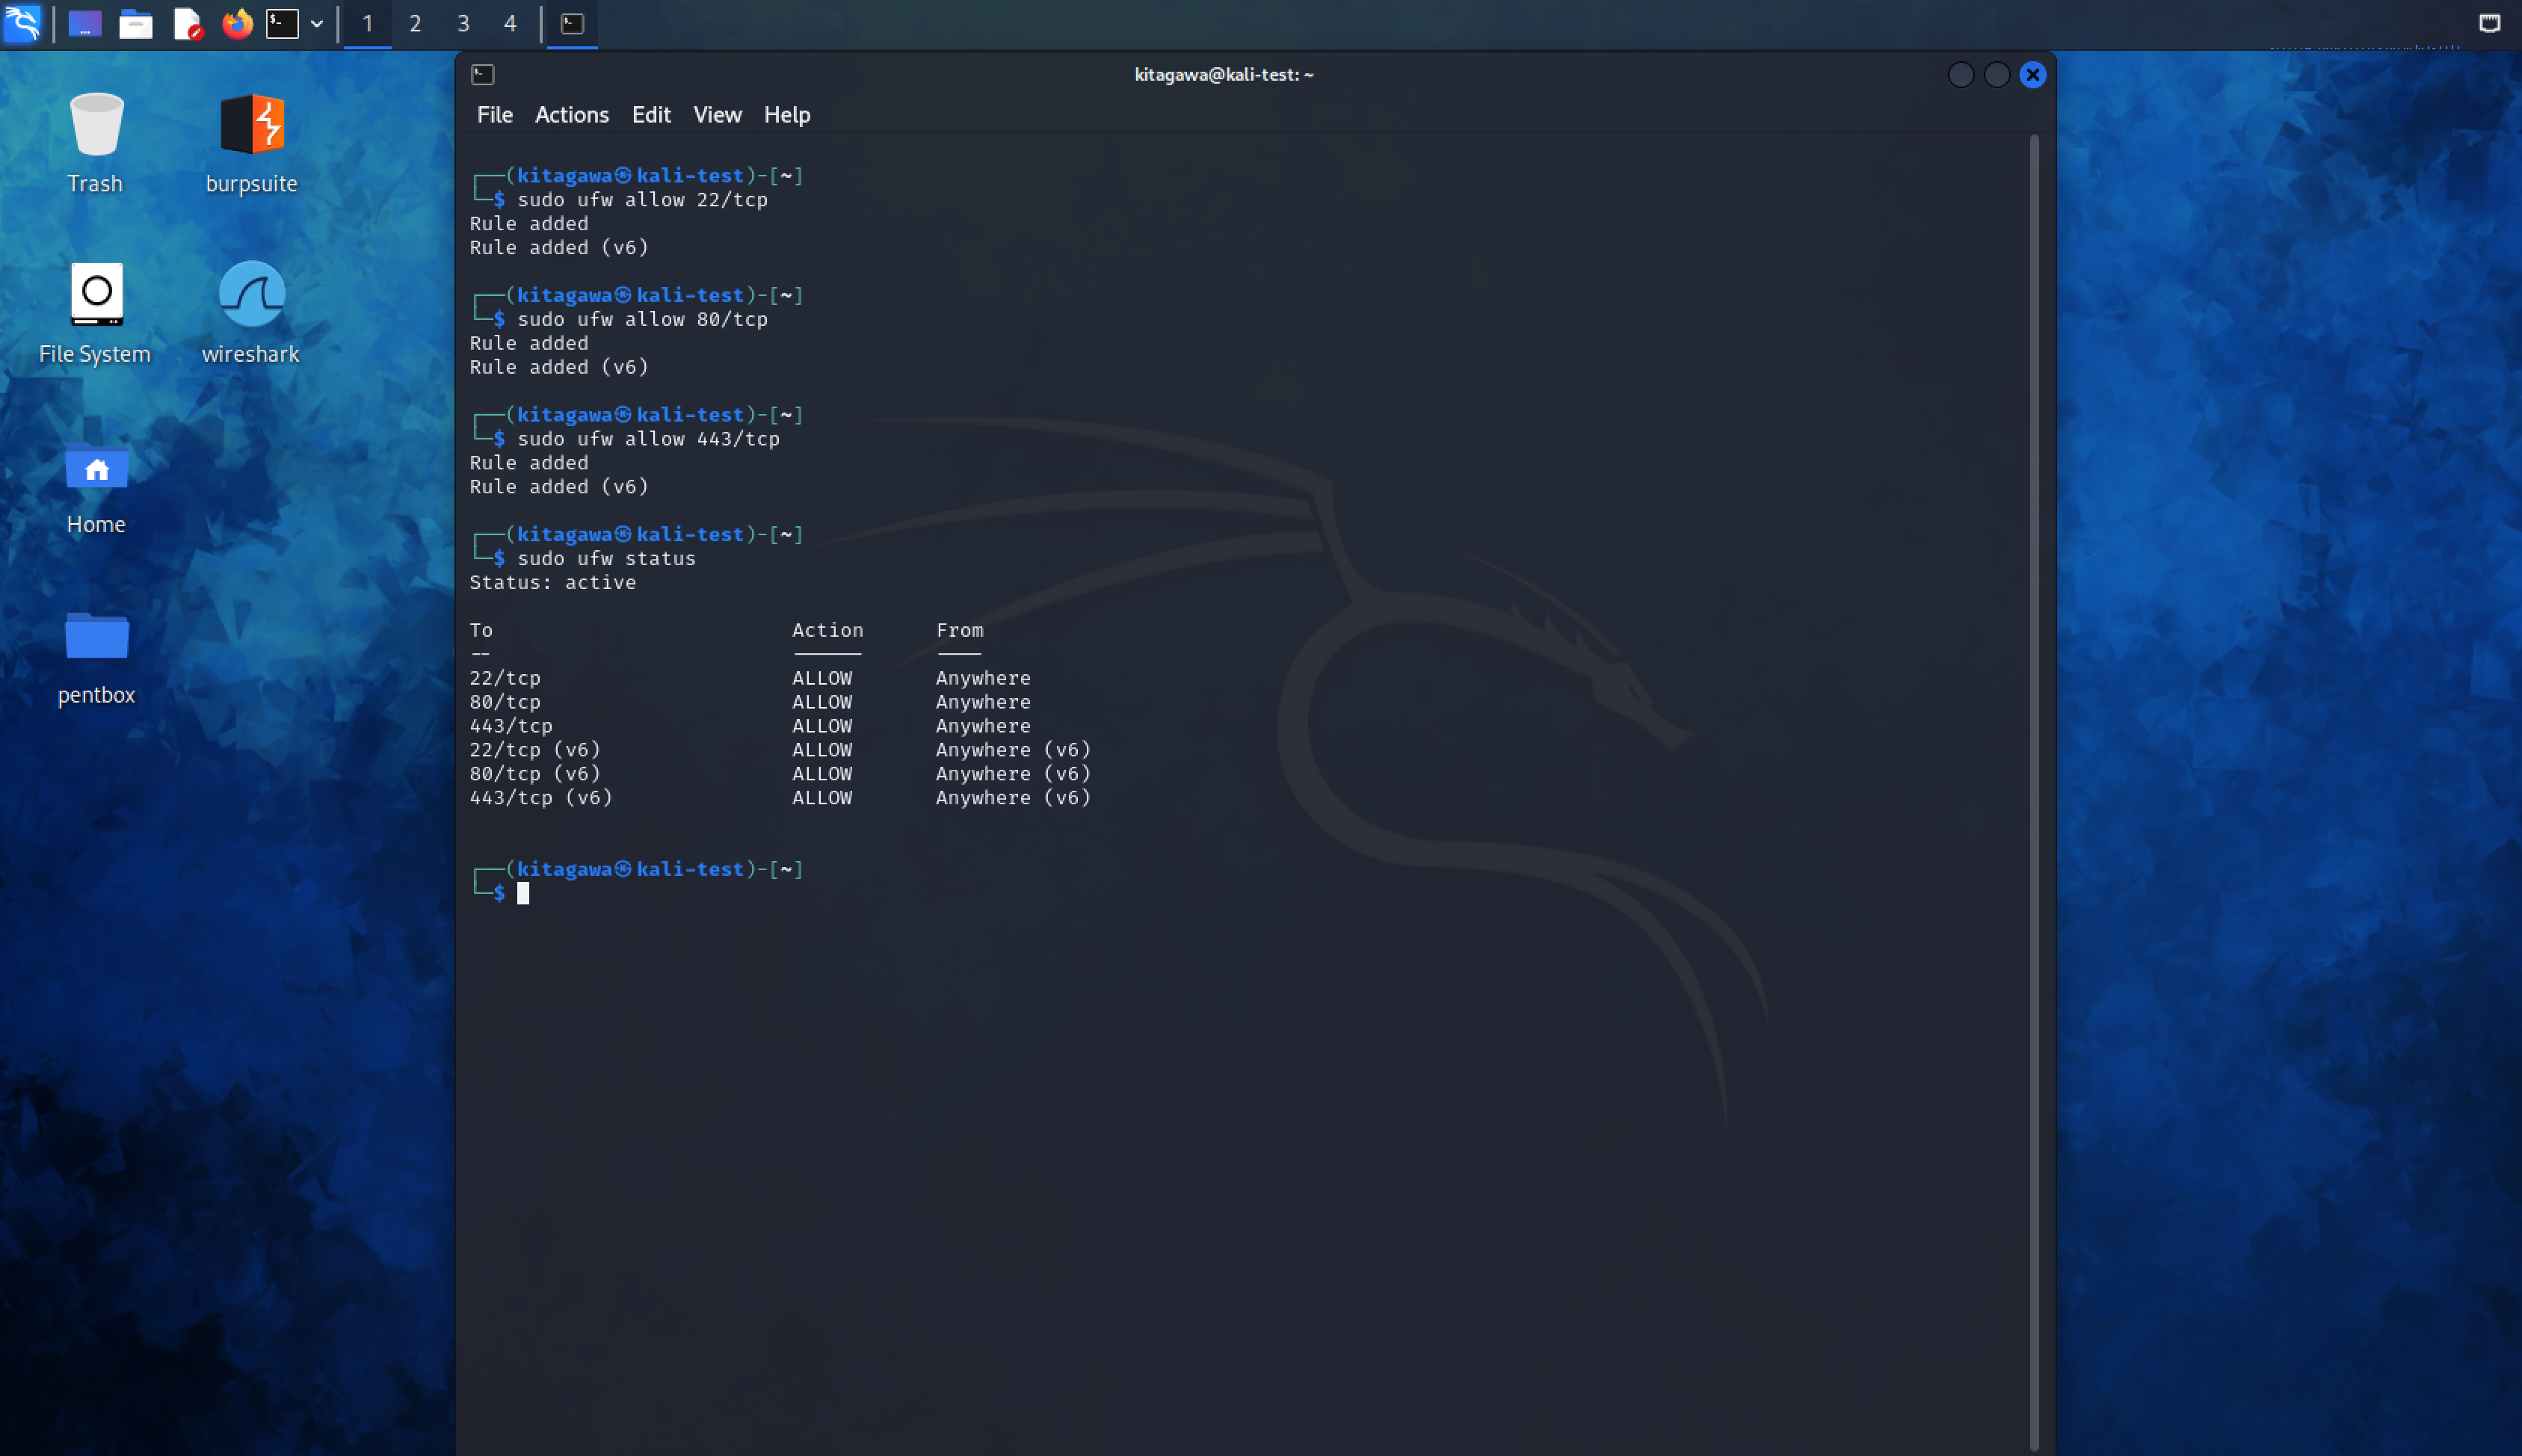 1 2 3 4
kitagawa@kali-test: ~
File Actions Edit View Help
Trash
burpsuite
File System
wireshark
Home
pentbox
┌──(kitagawa㉿kali-test)-[~]
└─$ sudo ufw allow 22/tcp
Rule added
Rule added (v6)
┌──(kitagawa㉿kali-test)-[~]
└─$ sudo ufw allow 80/tcp
Rule added
Rule added (v6)
┌──(kitagawa㉿kali-test)-[~]
└─$ sudo ufw allow 443/tcp
Rule added
Rule added (v6)
┌──(kitagawa㉿kali-test)-[~]
└─$ sudo ufw status
Status: active
To Action From
-- ------ ----
22/tcp ALLOW Anywhere
80/tcp ALLOW Anywhere
443/tcp ALLOW Anywhere
22/tcp (v6) ALLOW Anywhere (v6)
80/tcp (v6) ALLOW Anywhere (v6)
443/tcp (v6) ALLOW Anywhere (v6)
┌──(kitagawa㉿kali-test)-[~]
└─$